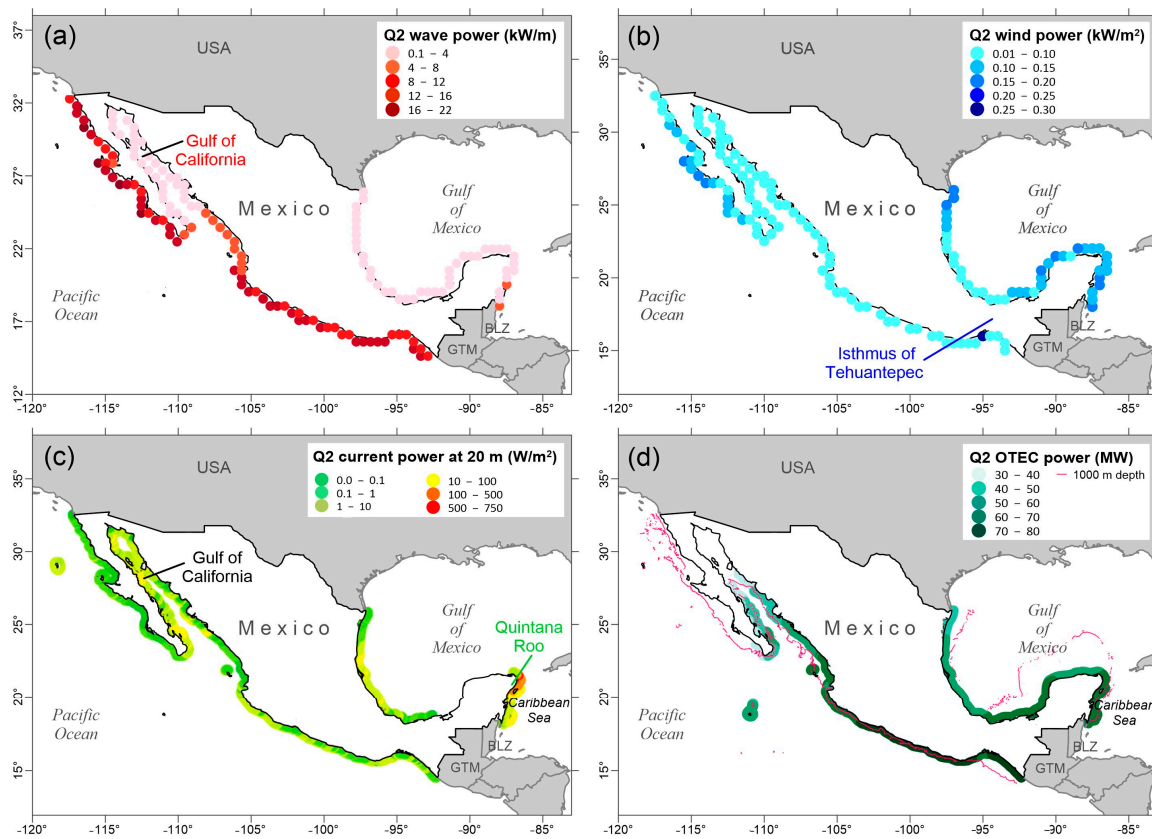 (a)
USA
Q2 wave power (kW/m)
0.1 – 4
4 – 8
8 – 12
12 – 16
16 – 22
Gulf of
California
Mexico
Gulf
of
Mexico
Pacific
Ocean
BLZ
GTM
37°
32°
27°
22°
17°
12°
-120° -115° -110° -105° -100° -95° -90° -85°
(b)
USA
Q2 wind power (kW/m²)
0.01 – 0.10
0.10 – 0.15
0.15 – 0.20
0.20 – 0.25
0.25 – 0.30
Mexico
Gulf
of
Mexico
Pacific
Ocean
Isthmus of
Tehuantepec
BLZ
GTM
35°
30°
25°
20°
15°
-120° -115° -110° -105° -100° -95° -90° -85°
(c)
USA
Q2 current power at 20 m (W/m²)
0.0 – 0.1
0.1 – 1
1 – 10
10 – 100
100 – 500
500 – 750
Gulf of
California
Mexico
Gulf
of
Mexico
Quintana
Roo
Caribbean
Sea
Pacific
Ocean
BLZ
GTM
35°
30°
25°
20°
15°
-120° -115° -110° -105° -100° -95° -90° -85°
(d)
USA
Q2 OTEC power (MW)
30 – 40
40 – 50
50 – 60
60 – 70
70 – 80
1000 m depth
Mexico
Gulf
of
Mexico
Caribbean
Sea
Pacific
Ocean
BLZ
GTM
35°
30°
25°
20°
15°
-120° -115° -110° -105° -100° -95° -90° -85°